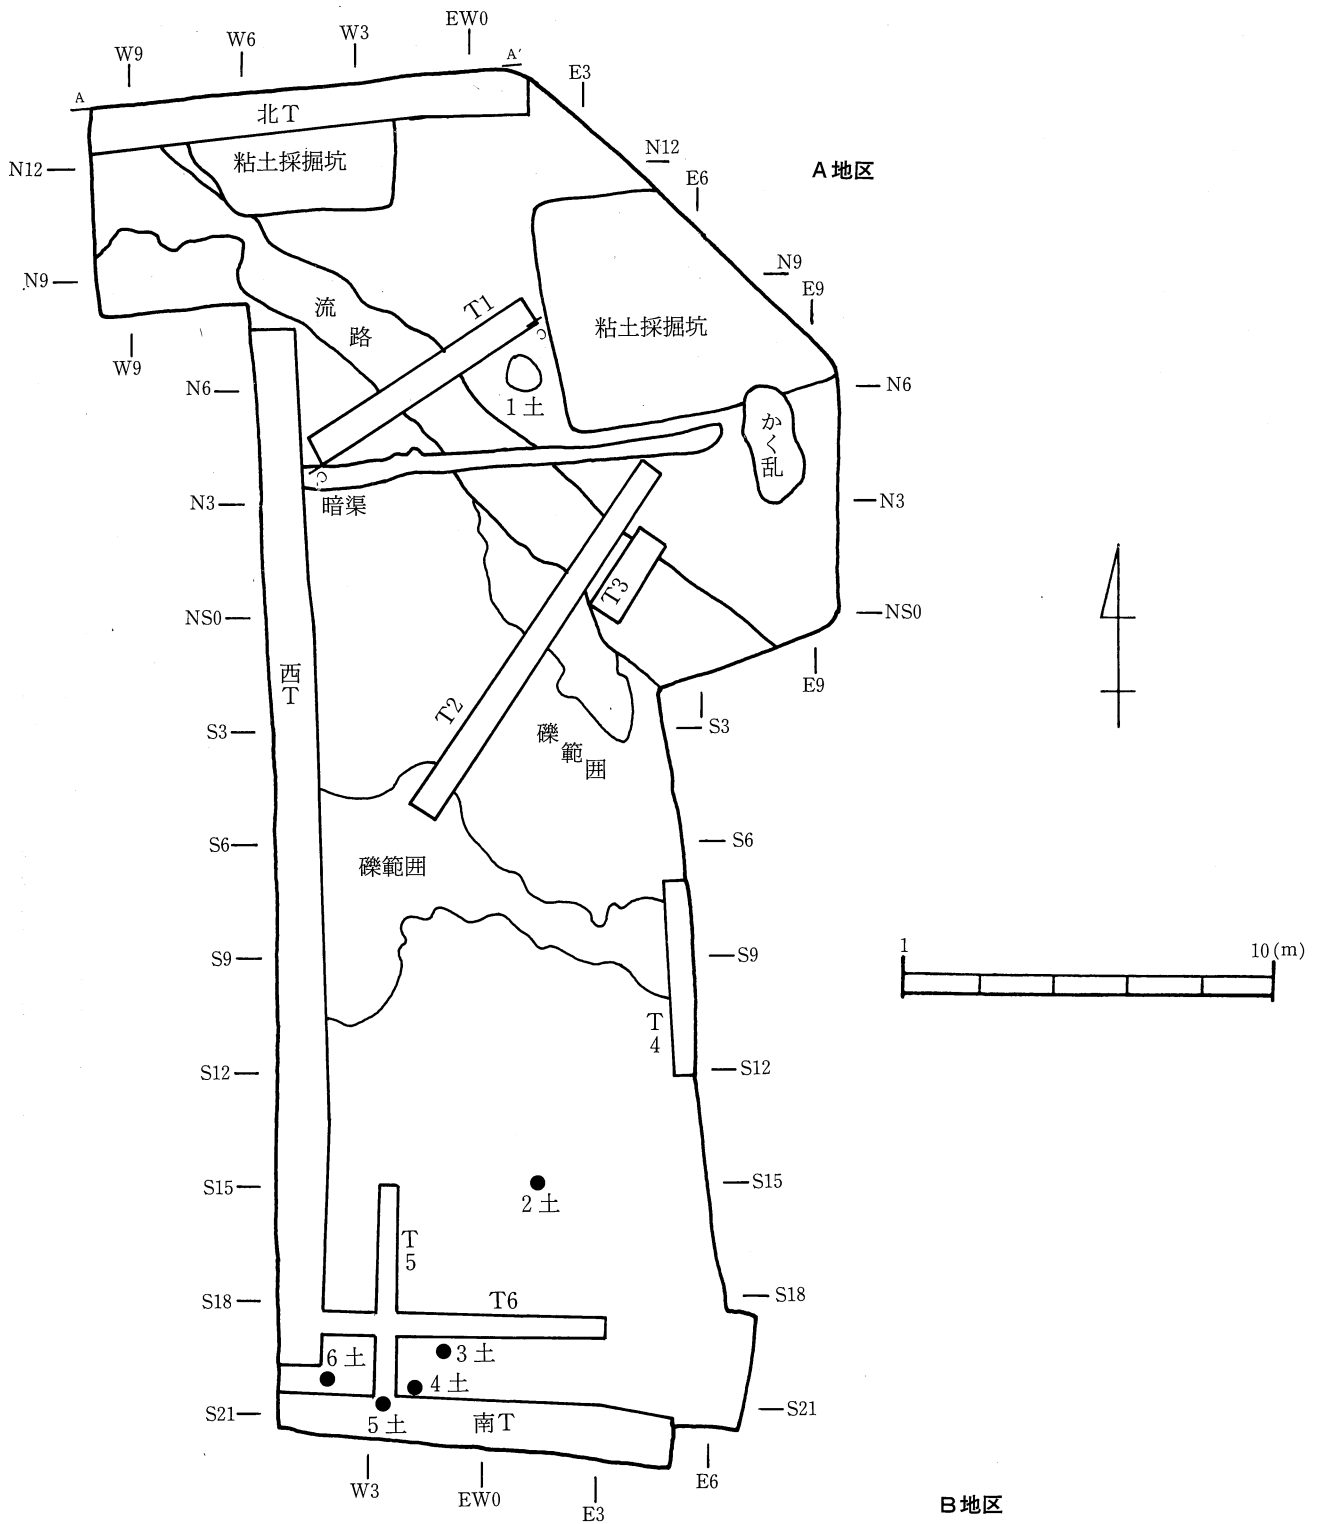 EW0
W3
W6
W9
A′
E3
A
北T
N12
粘土採掘坑
N12
A地区
E6
N9
N9
E9
流
路
T1
C′
粘土採掘坑
W9
N6
N6
1土
かく乱
C
暗渠
N3
N3
T3
NS0
NS0
西T
E9
T2
S3
S3
礫
範
囲
S6
S6
礫範囲
S9
S9
1
10(m)
T4
S12
S12
S15
S15
2土
T5
S18
T6
S18
6土
3土
4土
S21
S21
5土
南T
W3
EW0
E3
E6
B地区